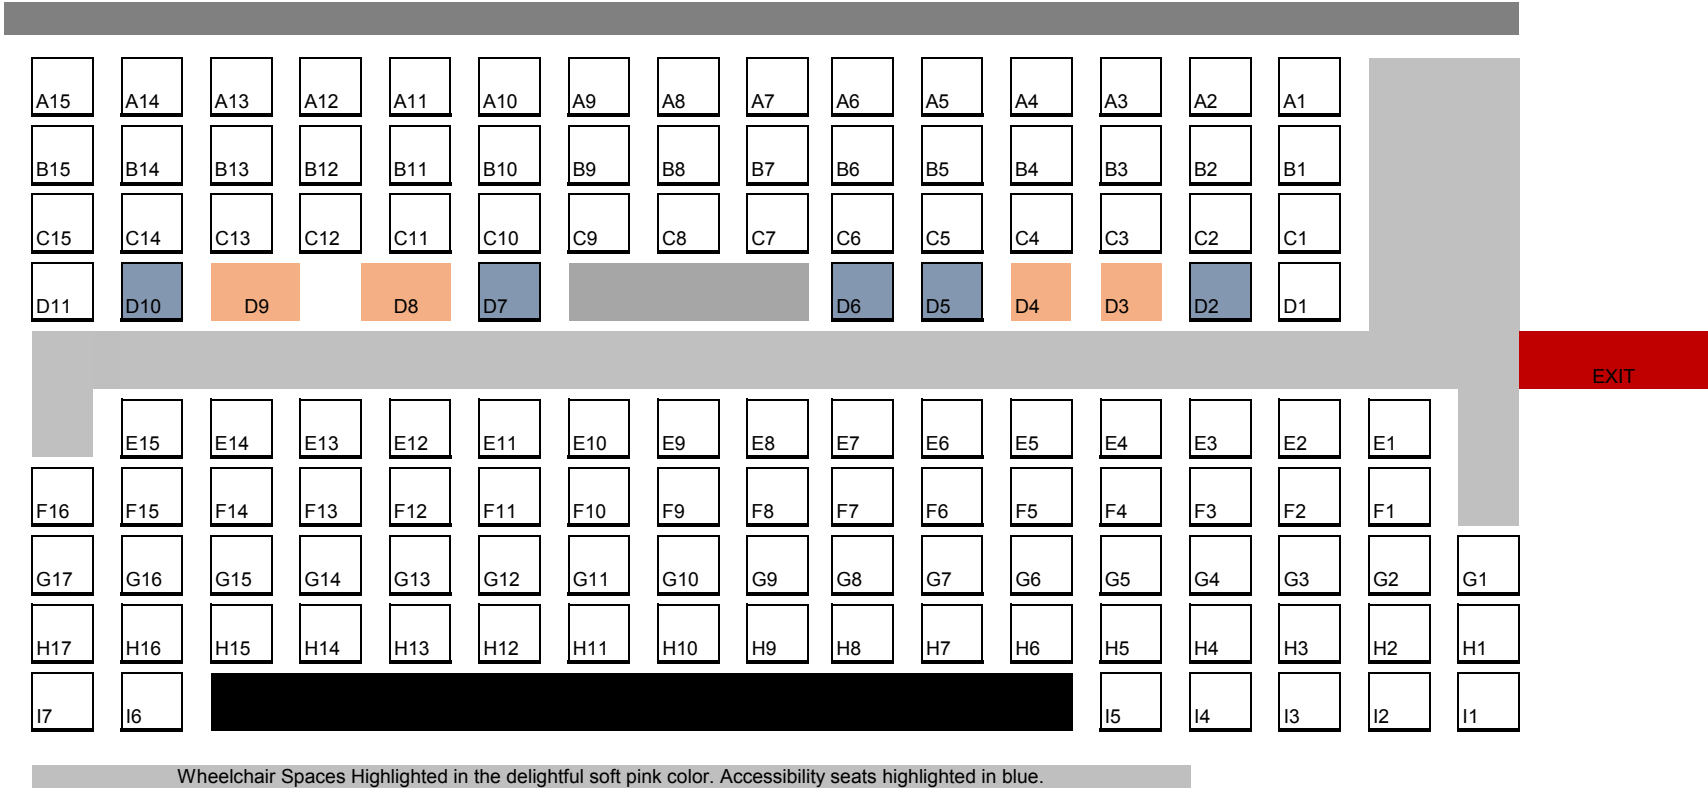 A15 A14 A13 A12 A11 A10 A9 A8 A7 A6 A5 A4 A3 A2 A1
B15 B14 B13 B12 B11 B10 B9 B8 B7 B6 B5 B4 B3 B2 B1
C15 C14 C13 C12 C11 C10 C9 C8 C7 C6 C5 C4 C3 C2 C1
D11 D10 D9 D8 D7 D6 D5 D4 D3 D2 D1
EXIT
E15 E14 E13 E12 E11 E10 E9 E8 E7 E6 E5 E4 E3 E2 E1
F16 F15 F14 F13 F12 F11 F10 F9 F8 F7 F6 F5 F4 F3 F2 F1
G17 G16 G15 G14 G13 G12 G11 G10 G9 G8 G7 G6 G5 G4 G3 G2 G1
H17 H16 H15 H14 H13 H12 H11 H10 H9 H8 H7 H6 H5 H4 H3 H2 H1
I7 I6 I5 I4 I3 I2 I1
Wheelchair Spaces Highlighted in the delightful soft pink color. Accessibility seats highlighted in blue.